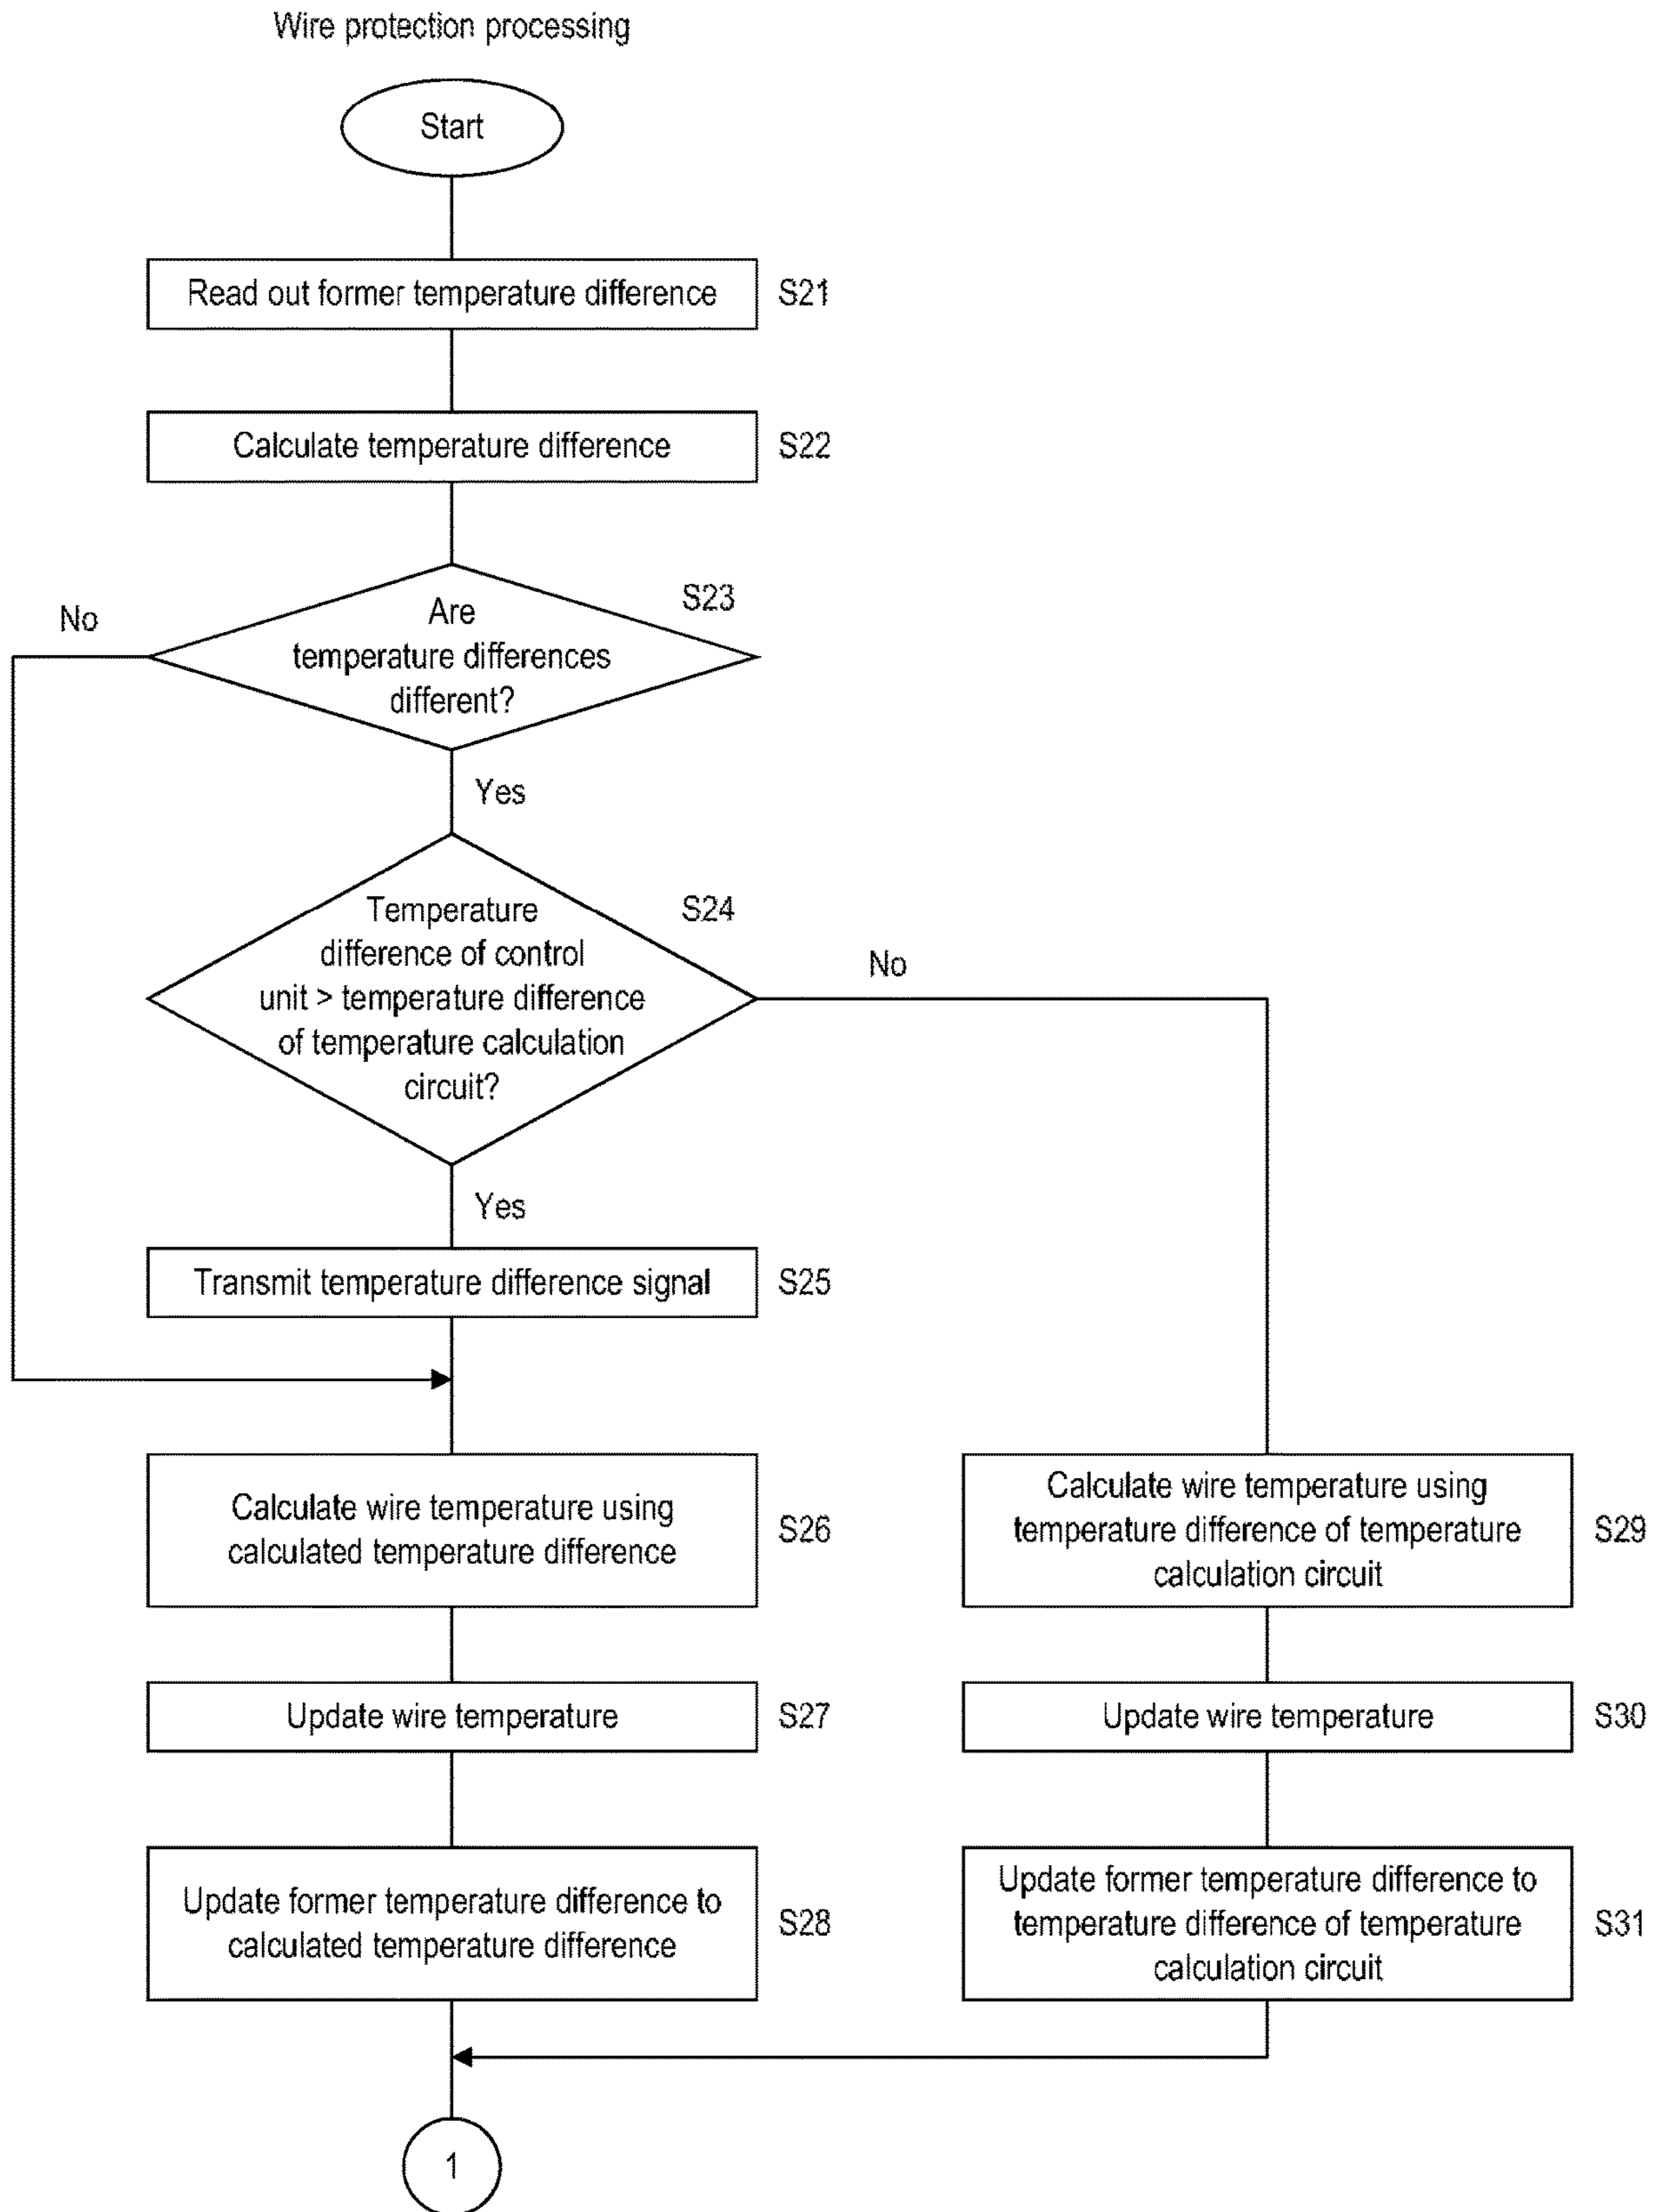 Wire protection processing
Start
Read out former temperature difference
S21
Calculate temperature difference
S22
Are
temperature differences
different?
S23
No
Yes
Temperature
difference of control
unit > temperature difference
of temperature calculation
circuit?
S24
No
Yes
Transmit temperature difference signal
S25
Calculate wire temperature using
calculated temperature difference
S26
Calculate wire temperature using
temperature difference of temperature
calculation circuit
S29
Update wire temperature
S27
Update wire temperature
S30
Update former temperature difference to
calculated temperature difference
S28
Update former temperature difference to
temperature difference of temperature
calculation circuit
S31
1